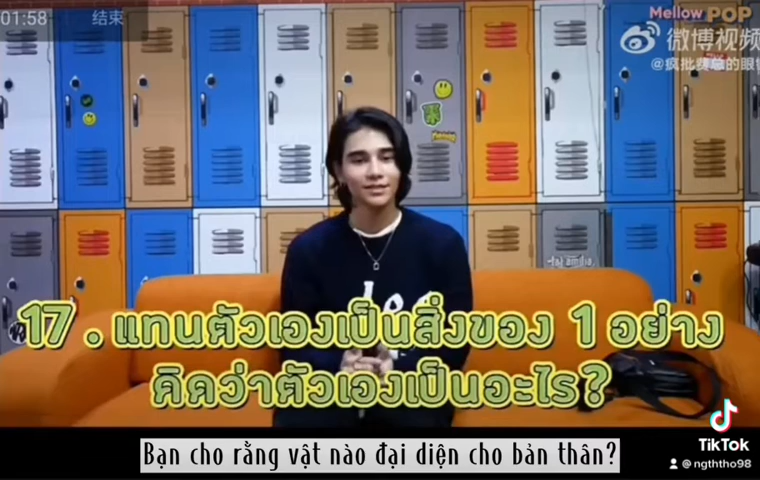 01:58 结束
Mellow POP
微博视频
17 . แทนตัวเองเป็นสิ่งของ 1 อย่าง
คิดว่าตัวเองเป็นอะไร?
Bạn cho rằng vật nào đại diện cho bản thân?
TikTok
@ ngththo98